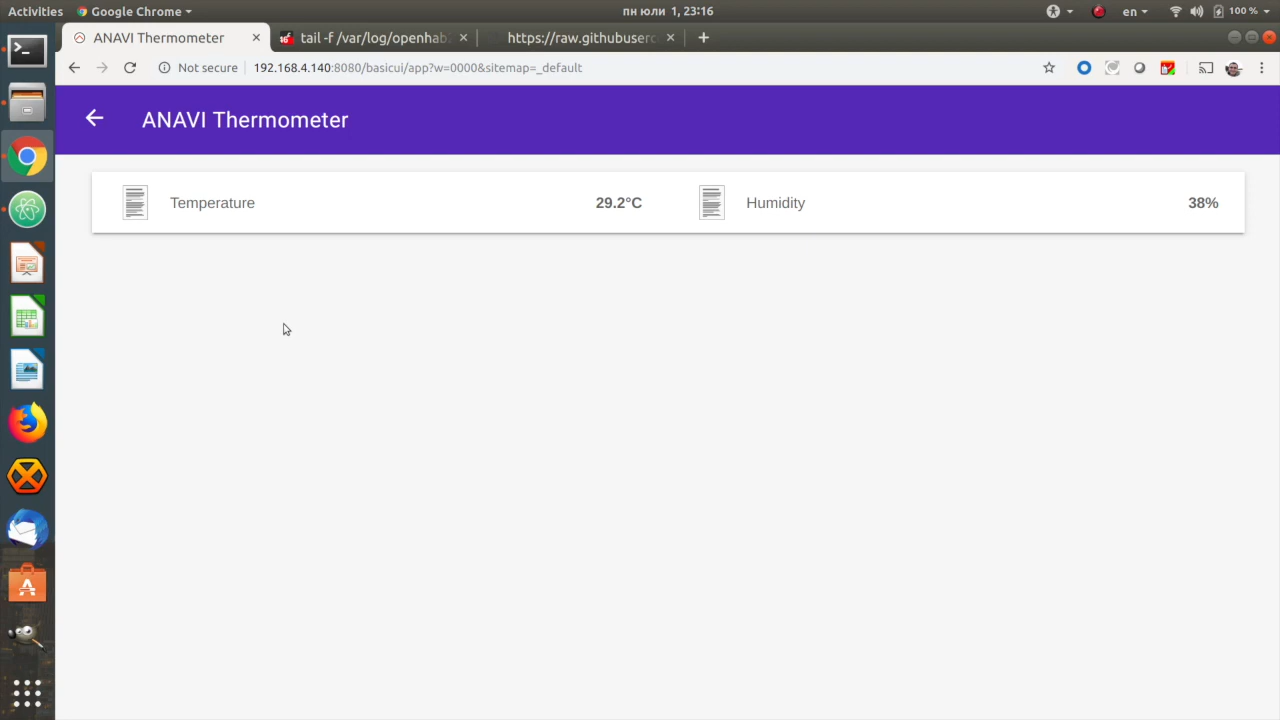 Activities
Google Chrome
пн юли 1, 23:16
en
100 %
ANAVI Thermometer
tail -f /var/log/openhab2
https://raw.githubuserc
Not secure
192.168.4.140:8080/basicui/app?w=0000&sitemap=_default
ANAVI Thermometer
Temperature
29.2°C
Humidity
38%